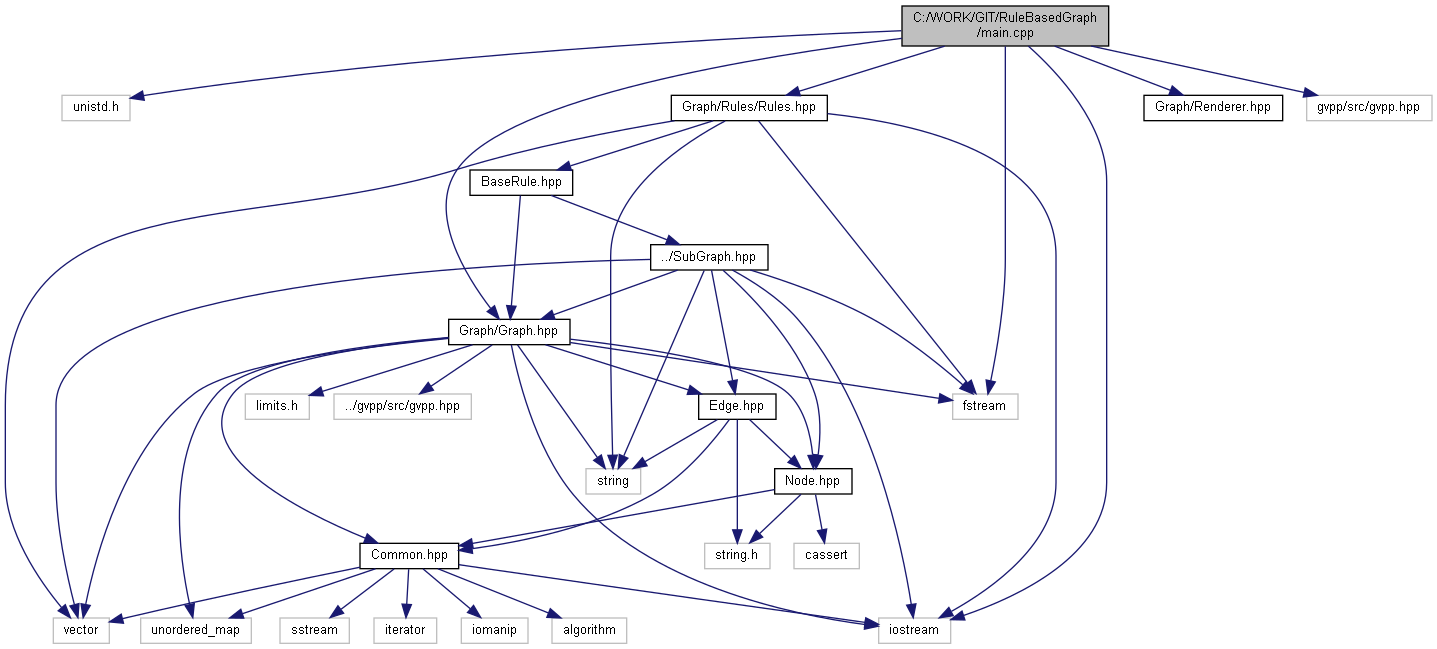 C:/WORK/GIT/RuleBasedGraph
/main.cpp
unistd.h
Graph/Rules/Rules.hpp
Graph/Renderer.hpp
gvpp/src/gvpp.hpp
BaseRule.hpp
../SubGraph.hpp
Graph/Graph.hpp
limits.h
../gvpp/src/gvpp.hpp
Edge.hpp
fstream
string
Node.hpp
Common.hpp
string.h
cassert
vector
unordered_map
sstream
iterator
iomanip
algorithm
iostream